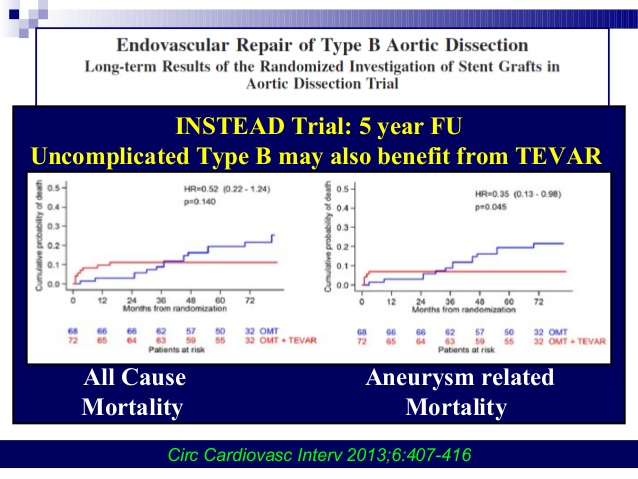 Endovascular Repair of Type B Aortic Dissection
Long-term Results of the Randomized Investigation of Stent Grafts in
Aortic Dissection Trial
INSTEAD Trial: 5 year FU
Uncomplicated Type B may also benefit from TEVAR
Cumulative probability of death
0.5
0.4
0.3
0.2
0.1
0.0
HR=0.52 (0.22 - 1.24)
p=0.140
0 12 24 36 48 60 72
Months from randomization
68 66 66 62 57 50 32 OMT
72 65 64 63 59 55 32 OMT + TEVAR
Patients at risk
All Cause
Mortality
Cumulative probability of death
0.5
0.4
0.3
0.2
0.1
0.0
HR=0.35 (0.13 - 0.98)
p=0.045
0 12 24 36 48 60 72
Months from randomization
68 66 66 62 57 50 32 OMT
72 65 64 63 59 55 32 OMT + TEVAR
Patients at risk
Aneurysm related
Mortality
Circ Cardiovasc Interv 2013;6:407-416